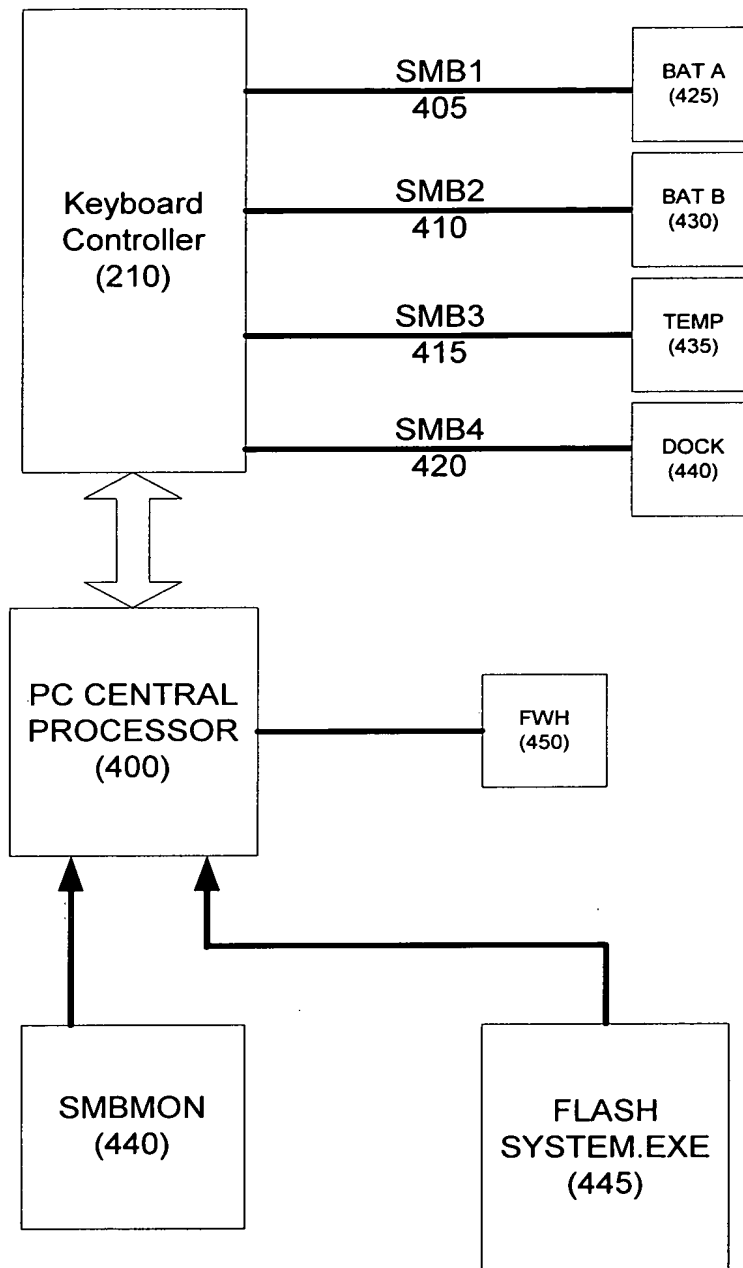 Keyboard
Controller
(210)
SMB1
405
BAT A
(425)
SMB2
410
BAT B
(430)
SMB3
415
TEMP
(435)
SMB4
420
DOCK
(440)
PC CENTRAL
PROCESSOR
(400)
FWH
(450)
SMBMON
(440)
FLASH
SYSTEM.EXE
(445)